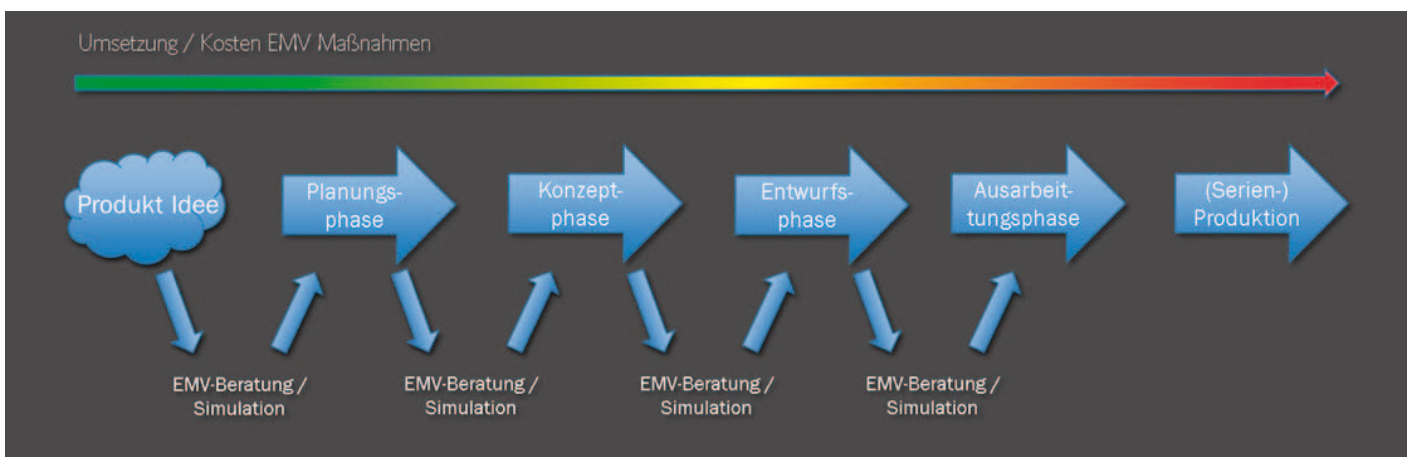 Umsetzung / Kosten EMV Maßnahmen
Produkt Idee
Planungs-
phase
Konzept-
phase
Entwurfs-
phase
Ausarbeit-
tungsphase
(Serien-)
Produktion
EMV-Beratung /
Simulation
EMV-Beratung /
Simulation
EMV-Beratung /
Simulation
EMV-Beratung /
Simulation